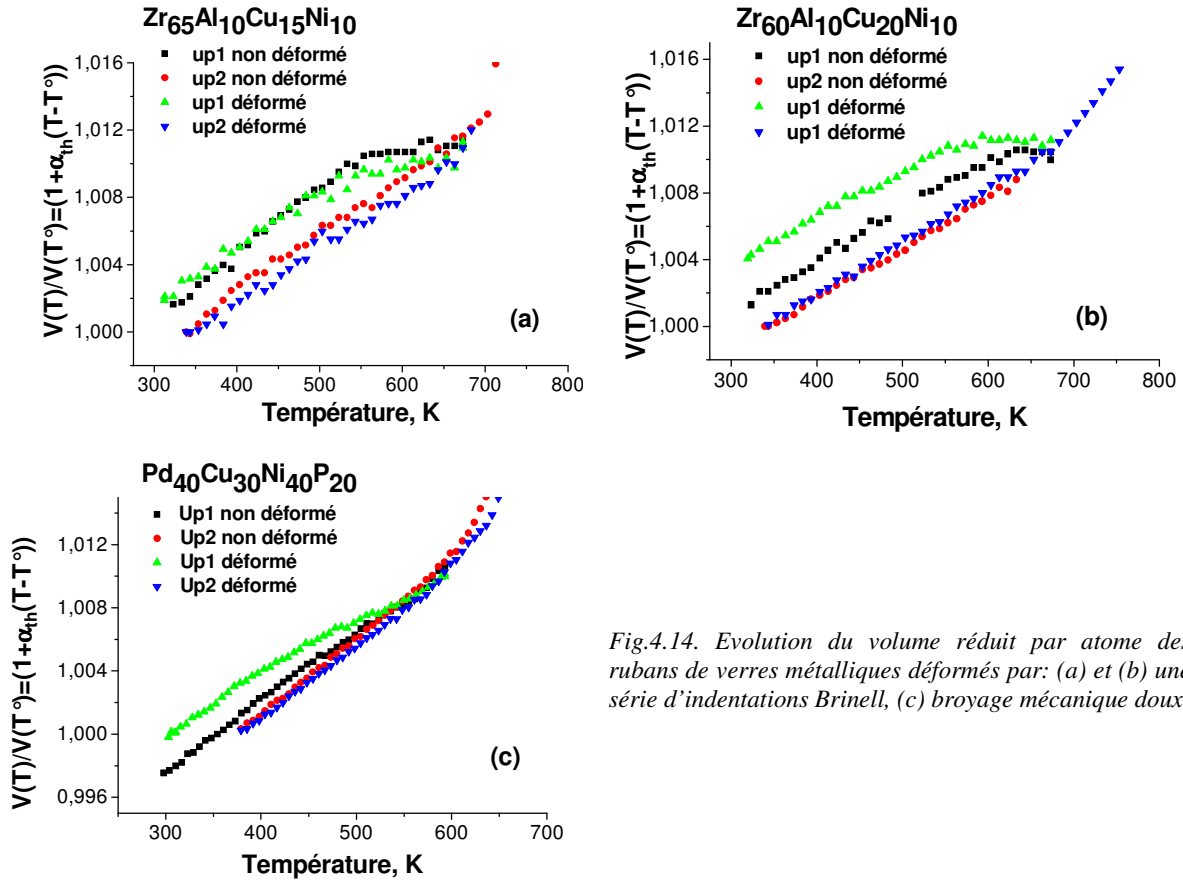 Zr65Al10Cu15Ni10
up1 non déformé
up2 non déformé
up1 déformé
up2 déformé
V(T)/V(T°)=(1+αth(T-T°))
1,016
1,012
1,008
1,004
1,000
(a)
300 400 500 600 700 800
Température, K
Zr60Al10Cu20Ni10
up1 non déformé
up2 non déformé
up1 déformé
up1 déformé
V(T)/V(T°)=(1+αth(T-T°))
1,016
1,012
1,008
1,004
1,000
(b)
300 400 500 600 700 800
Température, K
Pd40Cu30Ni40P20
Up1 non déformé
Up2 non déformé
Up1 déformé
Up2 déformé
V(T)/V(T°)=(1+αth(T-T°))
1,012
1,008
1,004
1,000
0,996
(c)
300 400 500 600 700
Température, K
Fig.4.14. Evolution du volume réduit par atome des
rubans de verres métalliques déformés par: (a) et (b) une
série d'indentations Brinell, (c) broyage mécanique doux